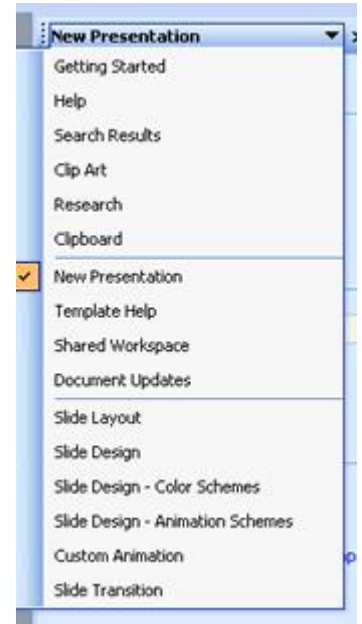 New Presentation
Getting Started
Help
Search Results
Clip Art
Research
Clipboard
New Presentation
Template Help
Shared Workspace
Document Updates
Slide Layout
Slide Design
Slide Design - Color Schemes
Slide Design - Animation Schemes
Custom Animation
Slide Transition